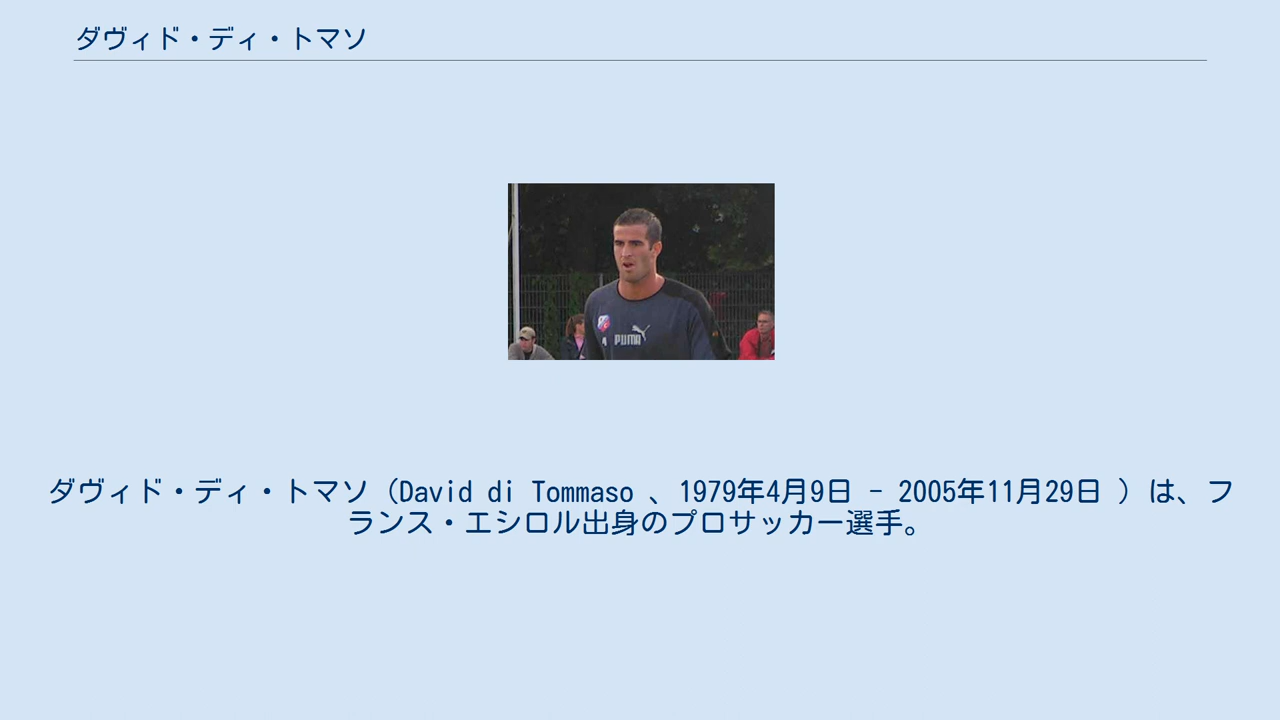 ダヴィド・ディ・トマソ
PUMA
ダヴィド・ディ・トマソ（David di Tommaso 、1979年4月9日 - 2005年11月29日 ）は、フ
ランス・エシロル出身のプロサッカー選手。